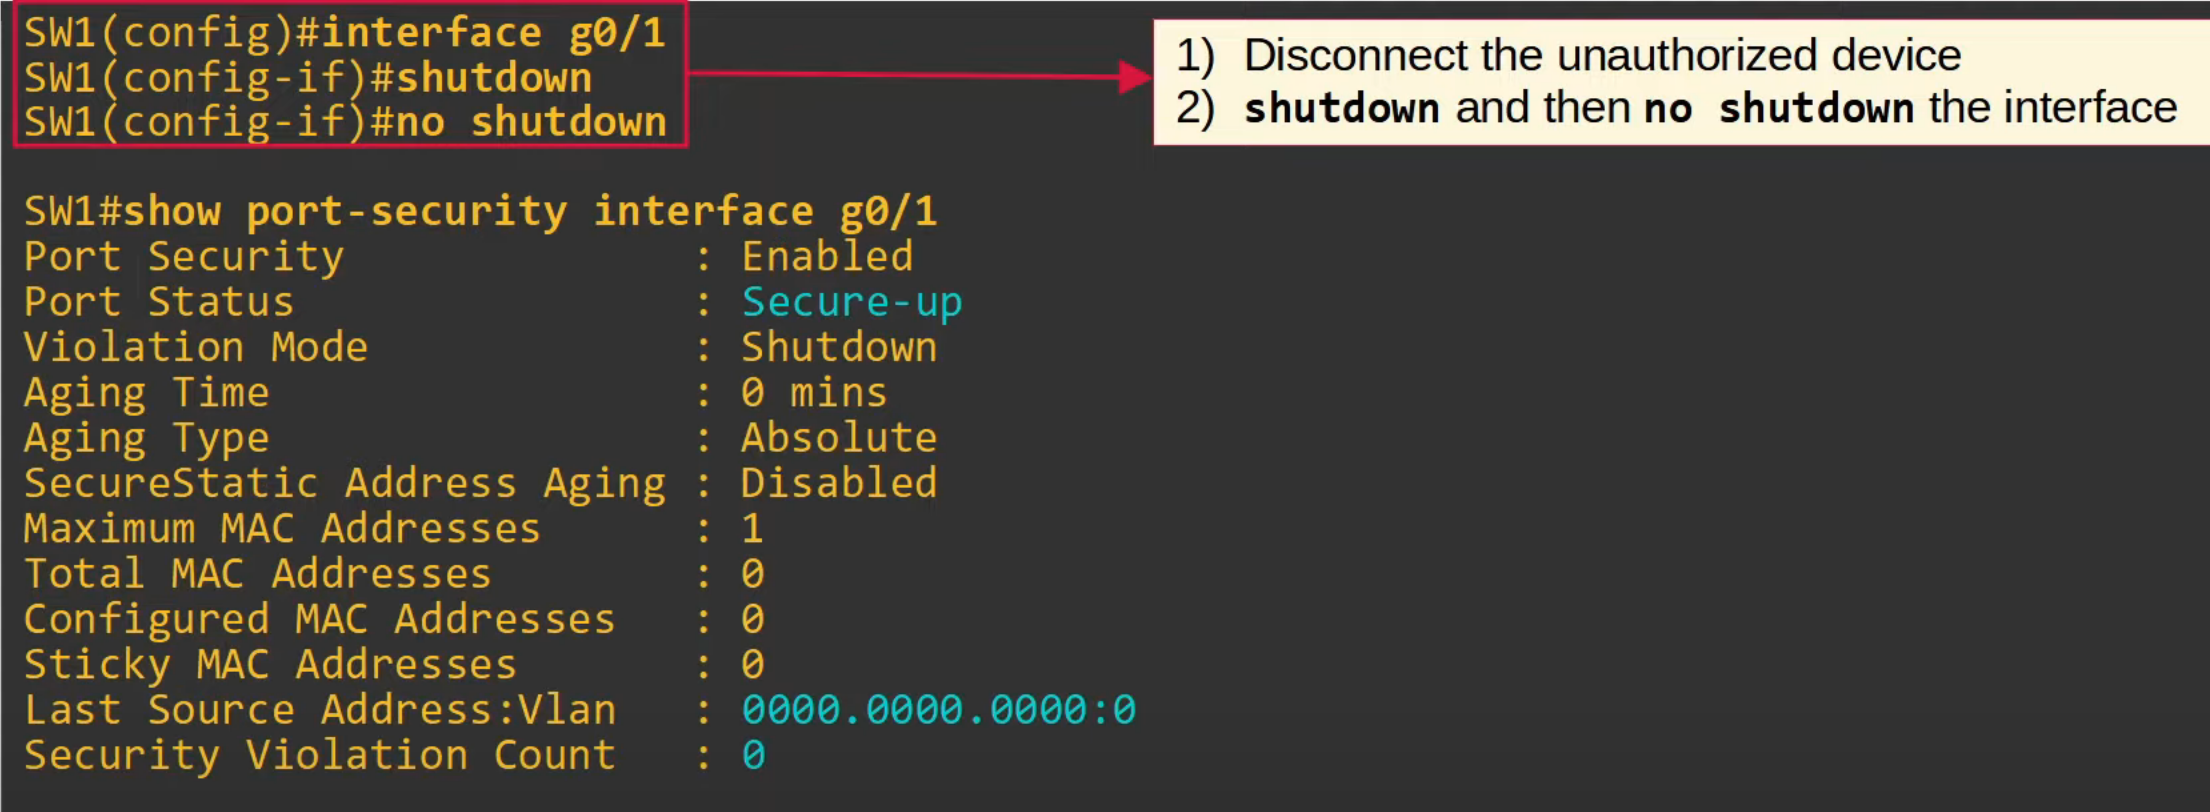 SW1(config)#interface g0/1
SW1(config-if)#shutdown
SW1(config-if)#no shutdown
1) Disconnect the unauthorized device
2) shutdown and then no shutdown the interface
SW1#show port-security interface g0/1
Port Security : Enabled
Port Status : Secure-up
Violation Mode : Shutdown
Aging Time : 0 mins
Aging Type : Absolute
SecureStatic Address Aging : Disabled
Maximum MAC Addresses : 1
Total MAC Addresses : 0
Configured MAC Addresses : 0
Sticky MAC Addresses : 0
Last Source Address:Vlan : 0000.0000.0000:0
Security Violation Count : 0